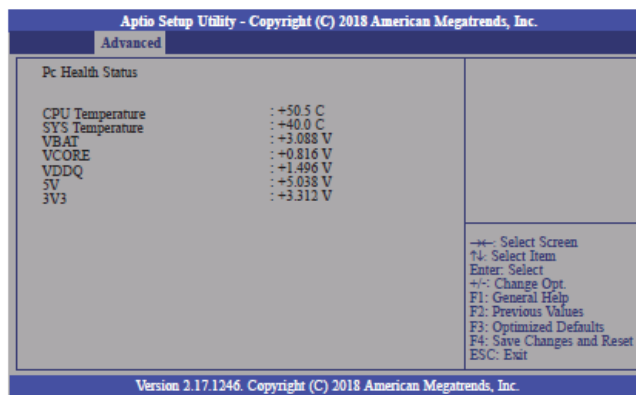 Aptio Setup Utility - Copyright (C) 2018 American Megatrends, Inc.
Advanced
Pc Health Status
CPU Temperature : +50.5 C
SYS Temperature : +40.0 C
VBAT : +3.088 V
VCORE : +0.816 V
VDDQ : +1.496 V
5V : +5.038 V
3V3 : +3.312 V
→←: Select Screen
↑↓: Select Item
Enter: Select
+/-: Change Opt.
F1: General Help
F2: Previous Values
F3: Optimized Defaults
F4: Save Changes and Reset
ESC: Exit
Version 2.17.1246. Copyright (C) 2018 American Megatrends, Inc.